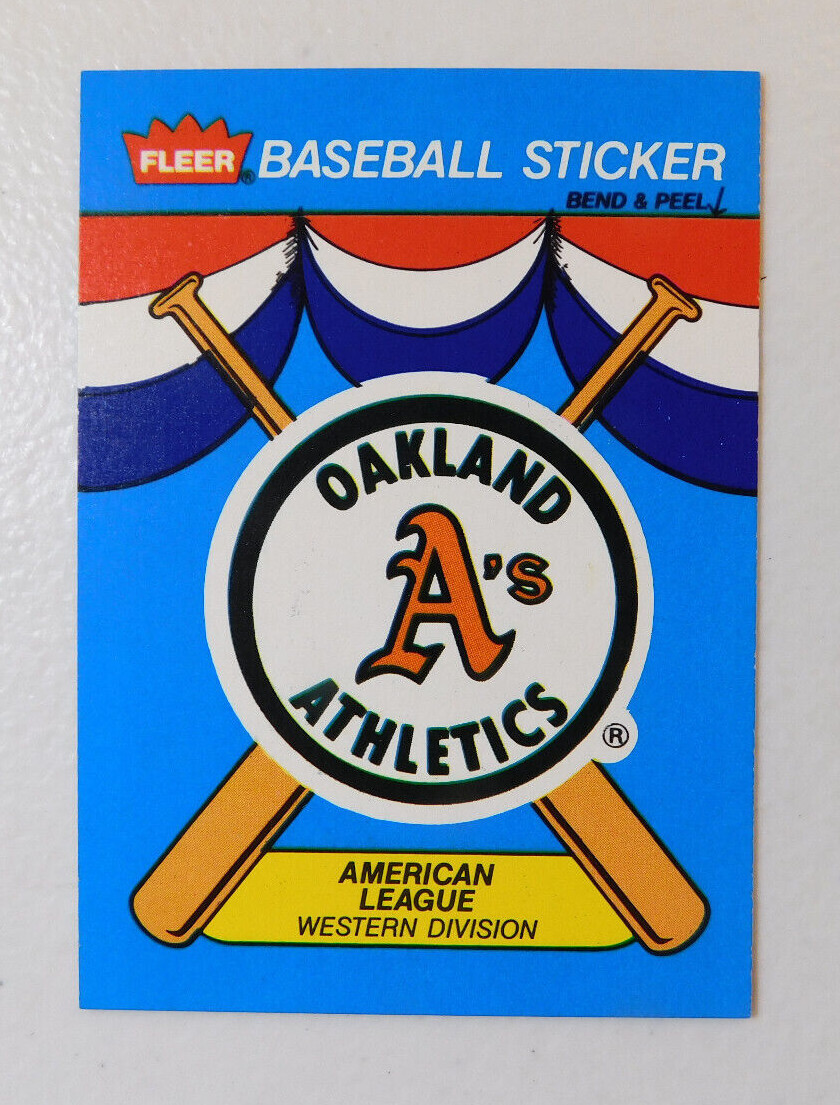 FLEER® BASEBALL STICKER
BEND & PEEL
OAKLAND
A's
ATHLETICS
®
AMERICAN
LEAGUE
WESTERN DIVISION